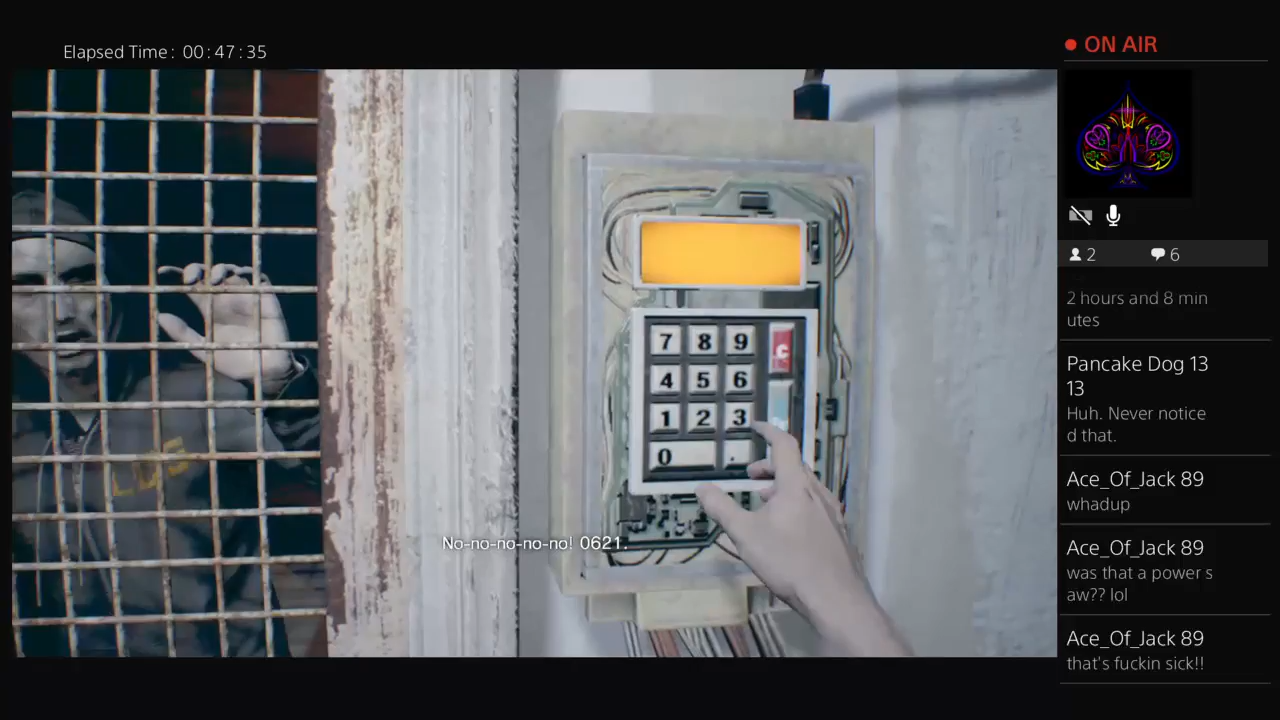 Elapsed Time: 00:47:35
ON AIR
2
6
2 hours and 8 min
utes
Pancake Dog 13
13
Huh. Never notice
d that.
Ace_Of_Jack 89
whadup
Ace_Of_Jack 89
was that a power s
aw?? lol
Ace_Of_Jack 89
that's fuckin sick!!
7 8 9 C
4 5 6
1 2 3
0 .
No-no-no-no-no! 0621.